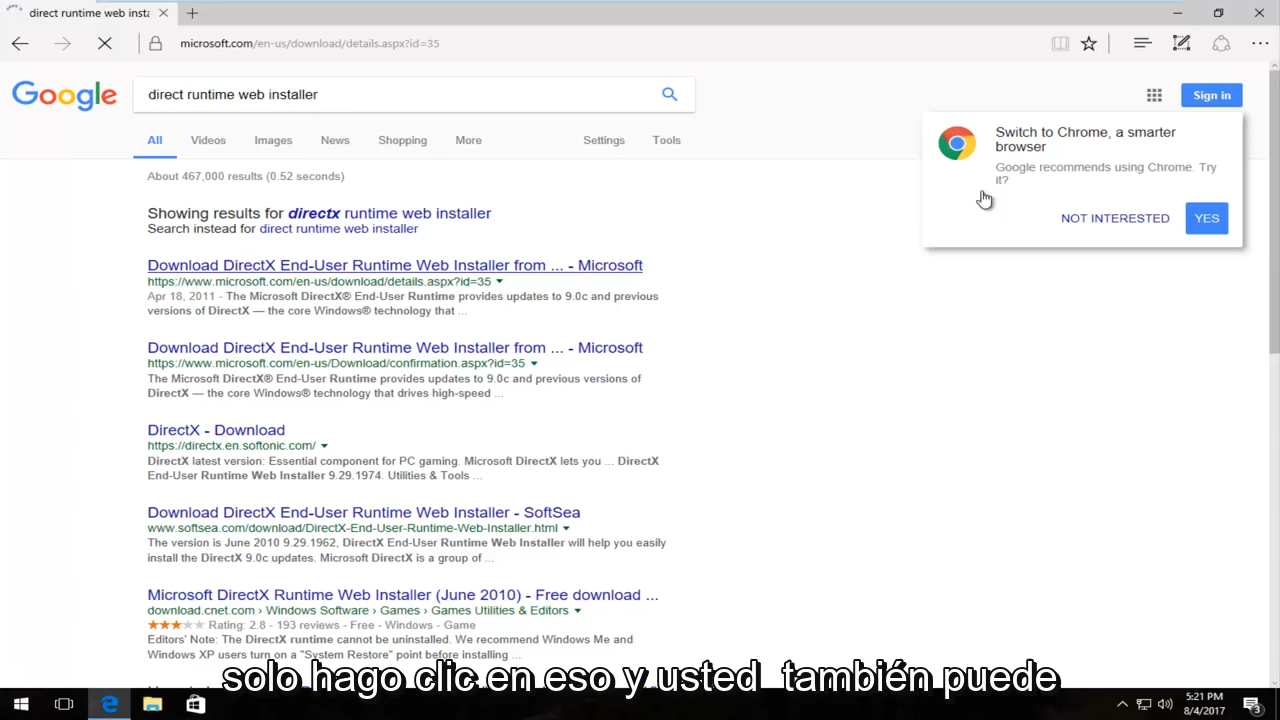 direct runtime web insta
microsoft.com/en-us/download/details.aspx?id=35
Google
direct runtime web installer
Sign in
All Videos Images News Shopping More Settings Tools
Switch to Chrome, a smarter
browser
Google recommends using Chrome. Try
it?
NOT INTERESTED YES
About 467,000 results (0.52 seconds)
Showing results for directx runtime web installer
Search instead for direct runtime web installer
Download DirectX End-User Runtime Web Installer from ... - Microsoft
https://www.microsoft.com/en-us/download/details.aspx?id=35
Apr 18, 2011 - The Microsoft DirectX® End-User Runtime provides updates to 9.0c and previous
versions of DirectX — the core Windows® technology that ...
Download DirectX End-User Runtime Web Installer from ... - Microsoft
https://www.microsoft.com/en-us/Download/confirmation.aspx?id=35
The Microsoft DirectX® End-User Runtime provides updates to 9.0c and previous versions of
DirectX — the core Windows® technology that drives high-speed ...
DirectX - Download
https://directx.en.softonic.com/
DirectX latest version: Essential component for PC gaming. Microsoft DirectX lets you ... DirectX
End-User Runtime Web Installer 9.29.1974. Utilities & Tools ...
Download DirectX End-User Runtime Web Installer - SoftSea
www.softsea.com/download/DirectX-End-User-Runtime-Web-Installer.html
The version is June 2010 9.29.1962, DirectX End-User Runtime Web Installer will help you easily
install the DirectX 9.0c updates. Microsoft DirectX is a group of ...
Microsoft DirectX Runtime Web Installer (June 2010) - Free download ...
download.cnet.com › Windows Software › Games › Games Utilities & Editors
Rating: 2.8 - 193 reviews - Free - Windows - Game
Editors' Note: The DirectX runtime cannot be uninstalled. We recommend Windows Me and
Windows XP users turn on a "System Restore" point before installing ...
solo hago clic en eso y usted también puede
5:21 PM
8/4/2017
3